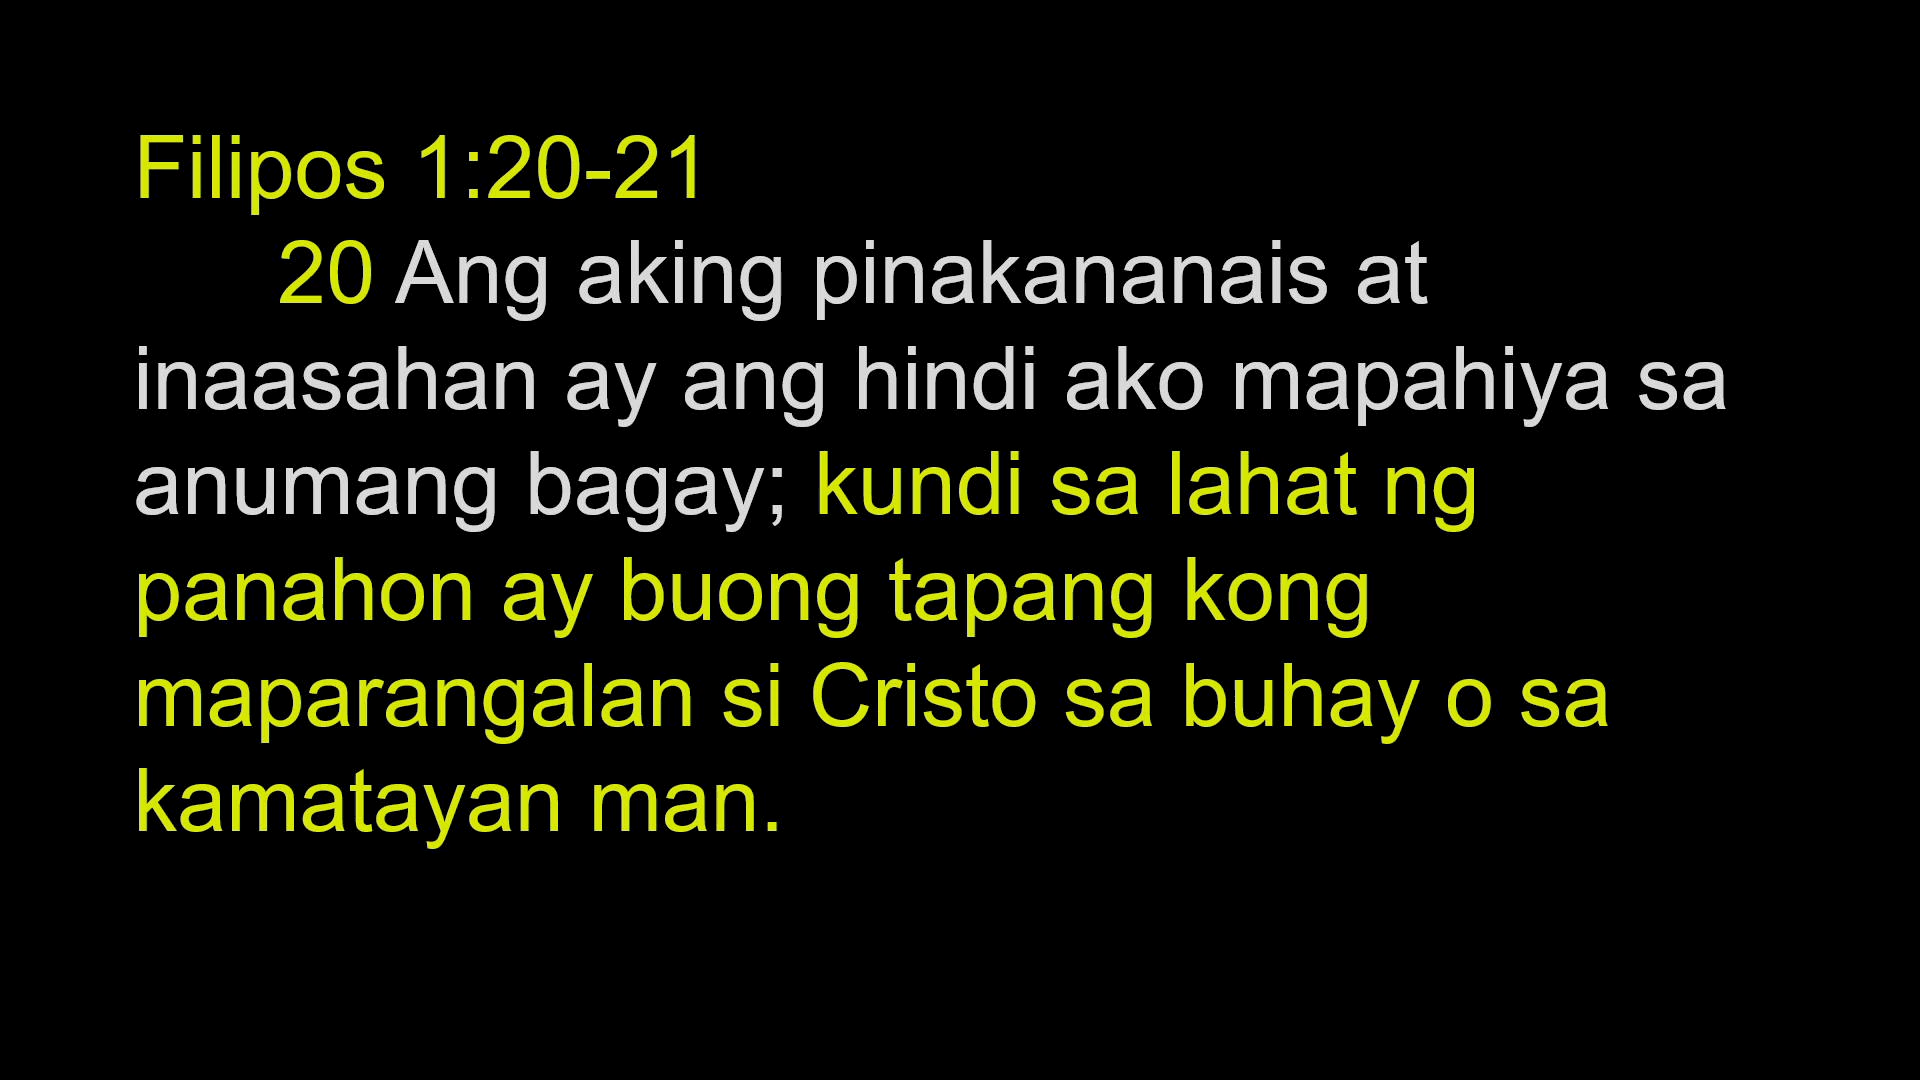 Filipos 1:20-21
20 Ang aking pinakananais at
inaasahan ay ang hindi ako mapahiya sa
anumang bagay; kundi sa lahat ng
panahon ay buong tapang kong
maparangalan si Cristo sa buhay o sa
kamatayan man.